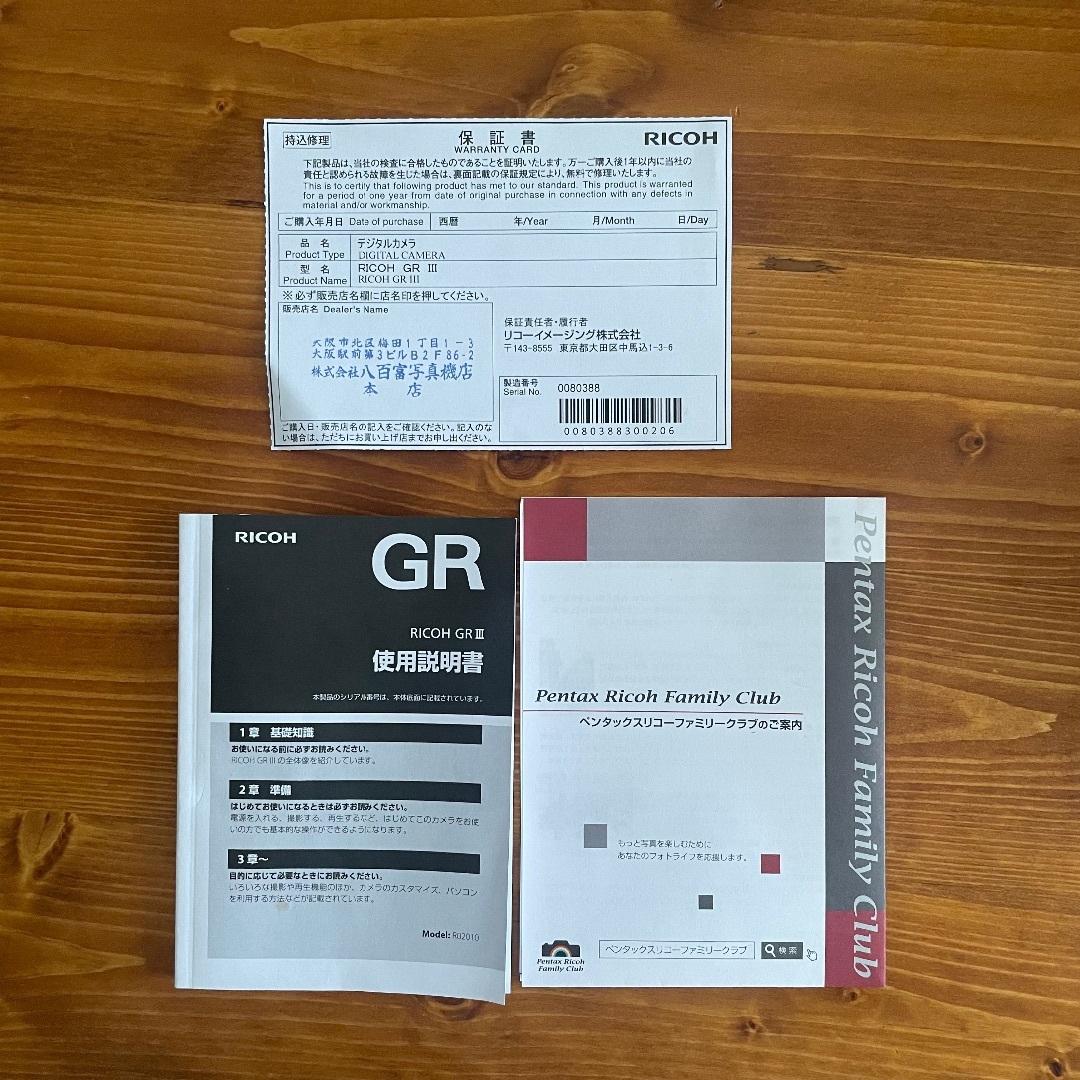 持込修理
保証書
WARRANTY CARD
RICOH
下記製品は、当社の検査に合格したものであることを証明いたします。万一ご購入後1年以内に当社の
責任と認められる故障を生じた場合は、裏面記載の保証規定により、無料で修理いたします。
This is to certify that following product has met to our standard. This product is warranted
for a period of one year from date of original purchase in connection with any defects in
material and/or workmanship.
ご購入年月日 Date of purchase 西暦 年/Year 月/Month 日/Day
品名 デジタルカメラ
Product Type DIGITAL CAMERA
型名 RICOH GR III
Product Name RICOH GR III
※必ず販売店名欄に店名印を押してください。
販売店名 Dealer's Name
大阪市北区梅田1丁目1-3
大阪駅前第3ビルB2F86-2
株式会社八百富写真機店
本店
ご購入日・販売店名の記入をご確認ください。記入のな
い場合は、ただちにお買い上げ店までお申し出ください。
保証責任者・履行者
リコーイメージング株式会社
〒143-8555 東京都大田区中馬込1-3-6
製造番号
Serial No. 0080388
0080388300206
RICOH
GR
RICOH GR III
使用説明書
本製品のシリアル番号は、本体底面に記載されています。
1章 基礎知識
お使いになる前に必ずお読みください。
RICOH GR III の全体像を紹介しています。
2章 準備
はじめてお使いになるときは必ずお読みください。
電源を入れる、撮影する、再生するなど、はじめてこのカメラをお使
いの方でも基本的な操作ができるようになります。
3章～
目的に応じて必要なときにお読みください。
いろいろな撮影や再生機能のほか、カメラのカスタマイズ、パソコン
を利用する方法などが記載されています。
Model: R02010
Pentax Ricoh Family Club
ペンタックスリコーファミリークラブのご案内
もっと写真を楽しむために
あなたのフォトライフを応援します。
Pentax Ricoh
Family Club
ペンタックスリコーファミリークラブ 検索
Pentax Ricoh Family Club